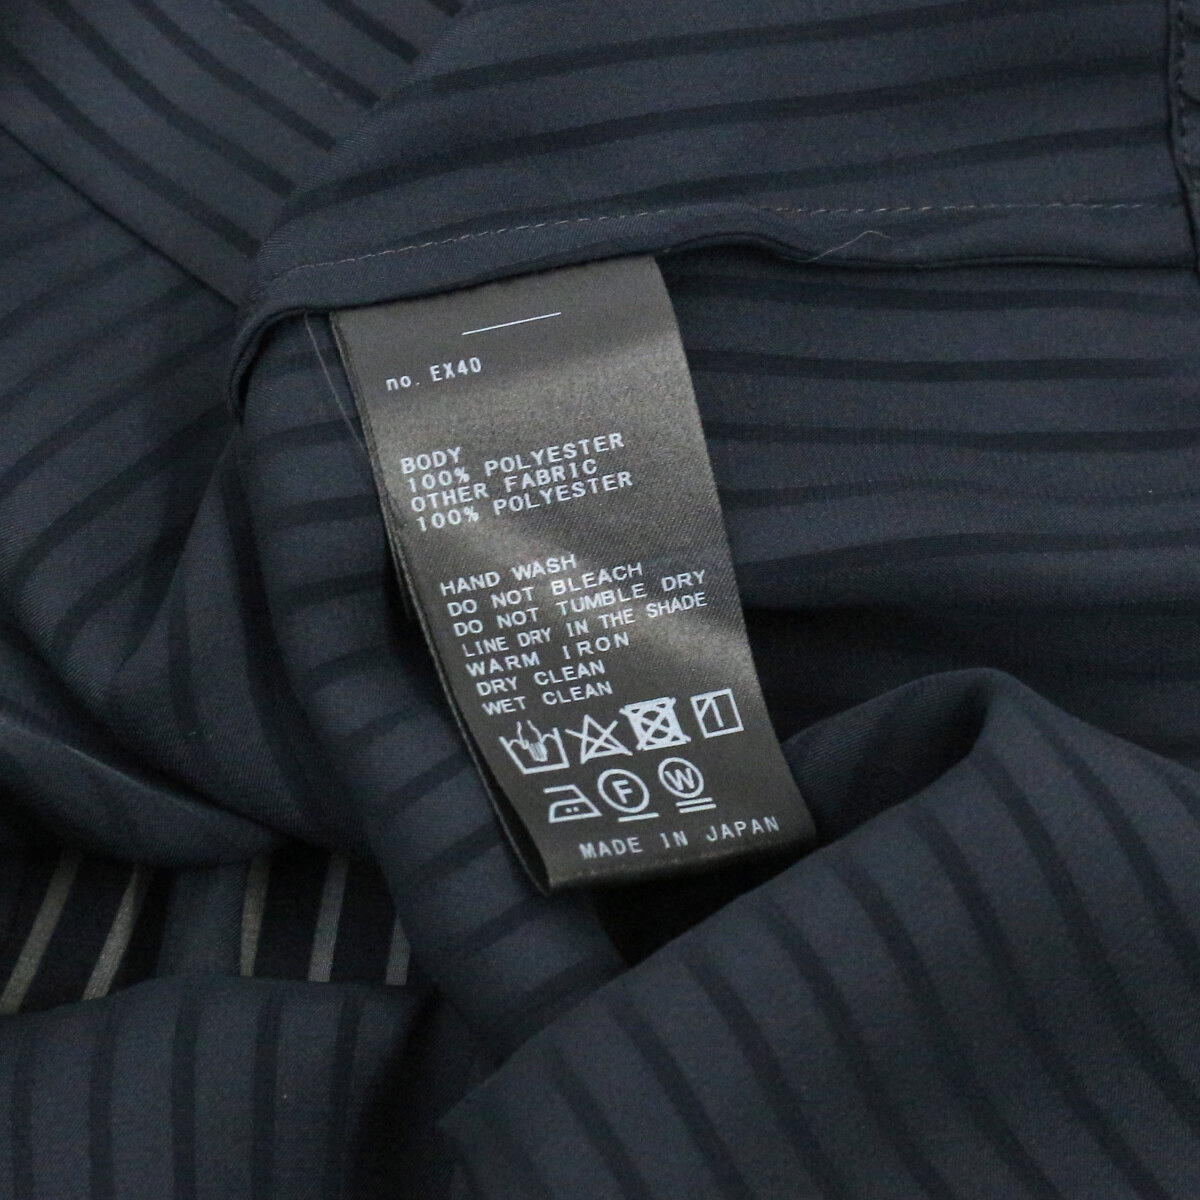 no. EX40
BODY
100% POLYESTER
OTHER FABRIC
100% POLYESTER
HAND WASH
DO NOT BLEACH
DO NOT TUMBLE DRY
LINE DRY IN THE SHADE
WARM IRON
DRY CLEAN
WET CLEAN
F W
MADE IN JAPAN